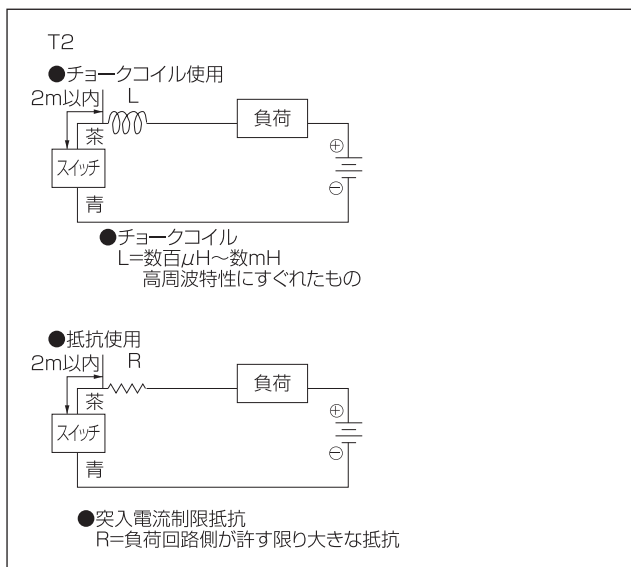 T2
●チョークコイル使用
2m以内 L
茶
負荷
スイッチ
⊕
⊖
青
●チョークコイル
L=数百μH～数mH
高周波特性にすぐれたもの
●抵抗使用
2m以内 R
茶
負荷
スイッチ
⊕
⊖
青
●突入電流制限抵抗
R=負荷回路側が許す限り大きな抵抗